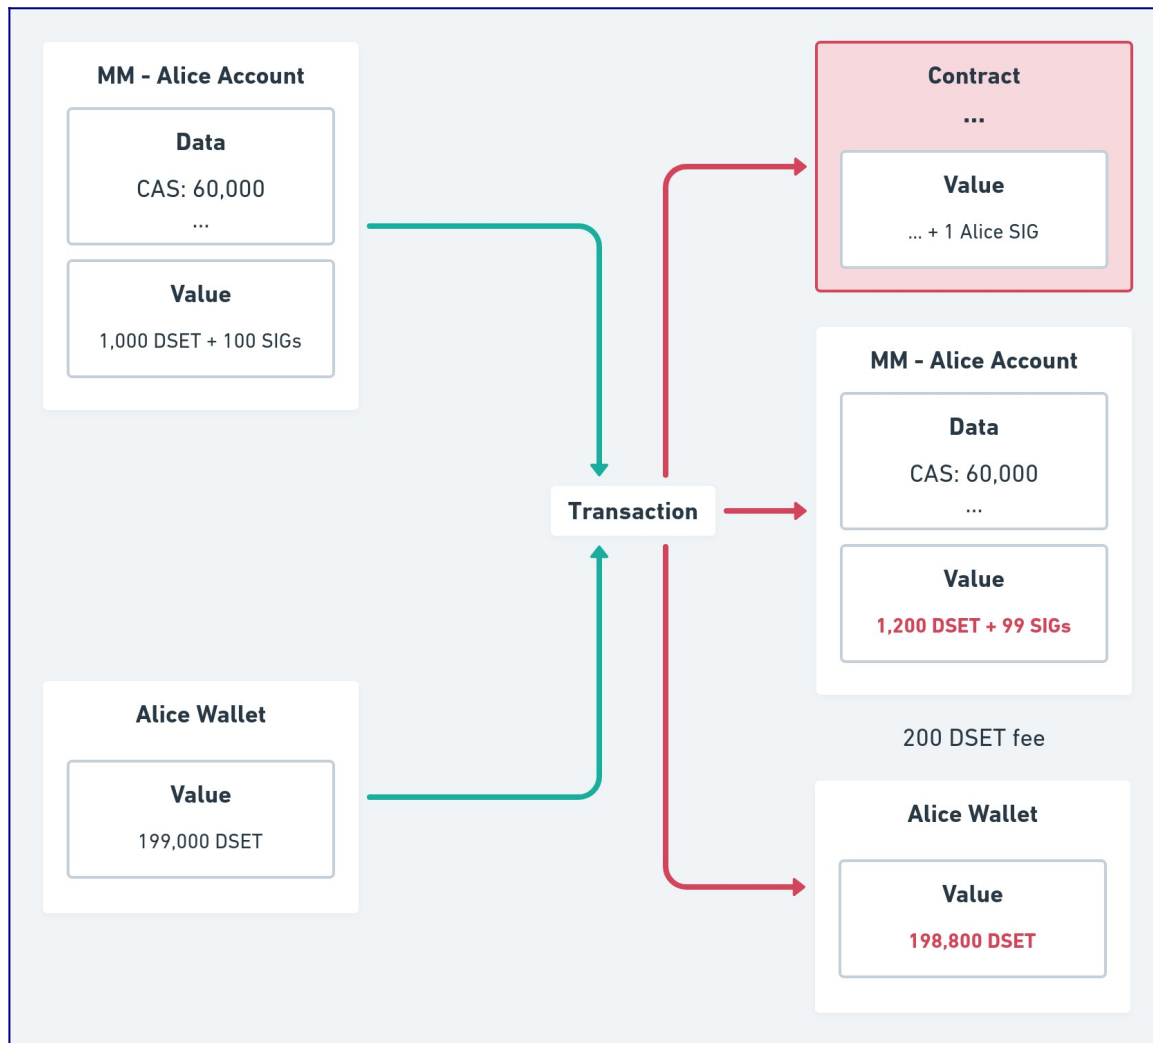 MM - Alice Account
Data
CAS: 60,000
...
Value
1,000 DSET + 100 SIGs
Alice Wallet
Value
199,000 DSET
Transaction
Contract
...
Value
... + 1 Alice SIG
MM - Alice Account
Data
CAS: 60,000
...
Value
1,200 DSET + 99 SIGs
200 DSET fee
Alice Wallet
Value
198,800 DSET